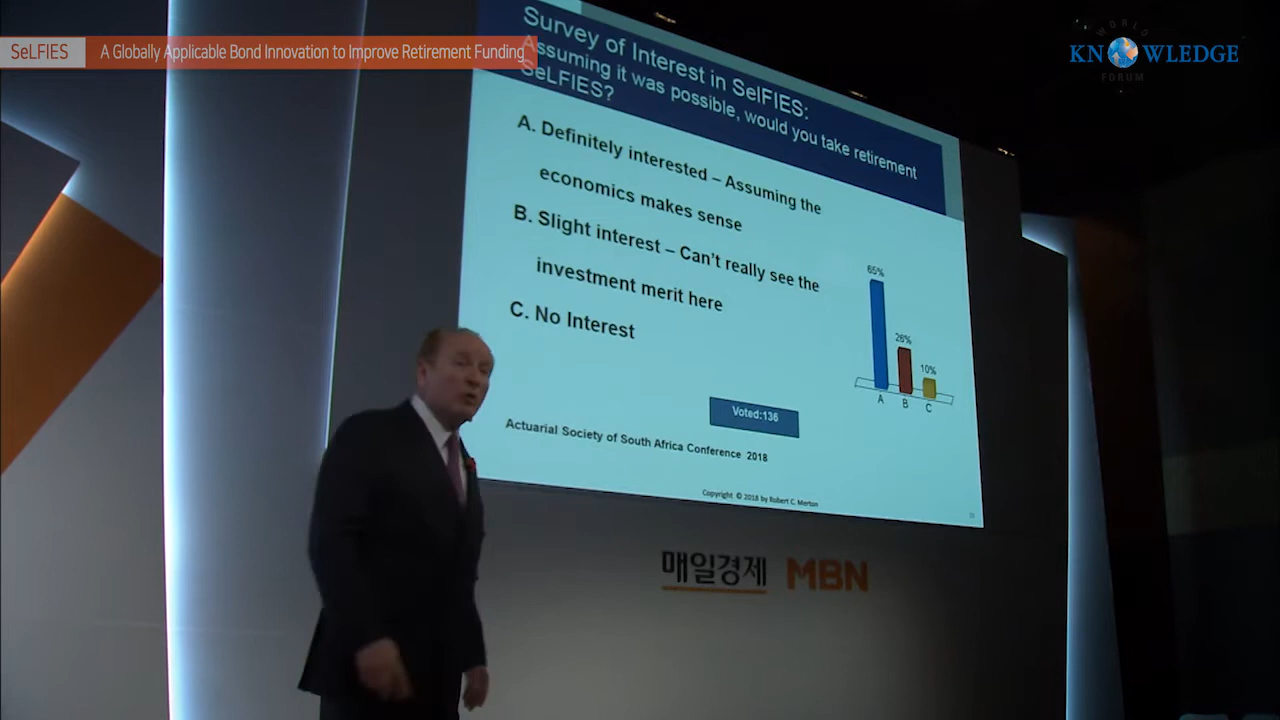 SeLFIES
A Globally Applicable Bond Innovation to Improve Retirement Funding
WORLD
KNOWLEDGE
FORUM
Survey of Interest in SelFIES:
Assuming it was possible, would you take retirement
SeLFIES?
A. Definitely interested – Assuming the
economics makes sense
B. Slight interest – Can't really see the
investment merit here
C. No Interest
65%
26%
10%
A B C
Voted:136
Actuarial Society of South Africa Conference 2018
Copyright © 2018 by Robert C. Merton
매일경제 MBN